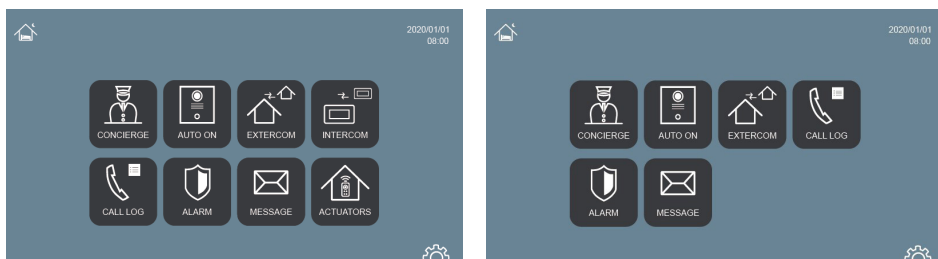 2020/01/01
08:00
CONCIERGE AUTO ON EXTERCOM INTERCOM
CALL LOG ALARM MESSAGE ACTUATORS
2020/01/01
08:00
CONCIERGE AUTO ON EXTERCOM CALL LOG
ALARM MESSAGE